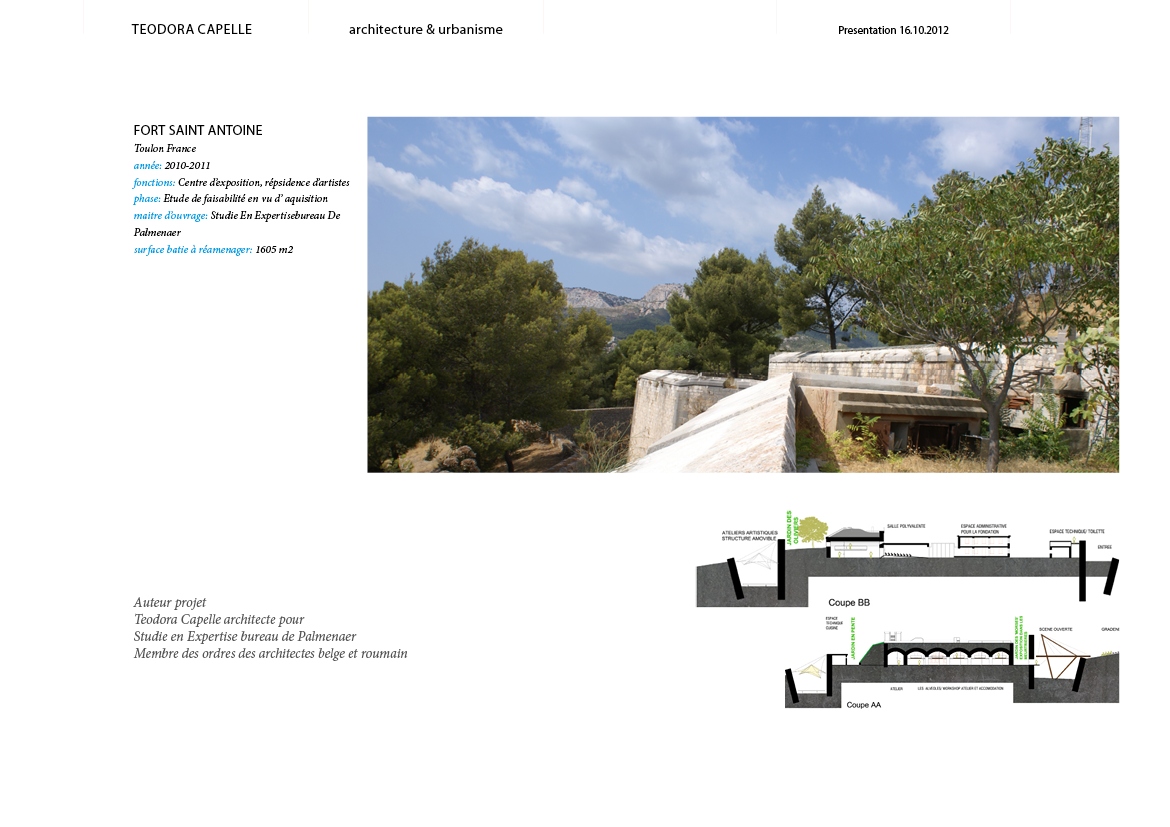 TEODORA CAPELLE
architecture & urbanisme
Presentation 16.10.2012
FORT SAINT ANTOINE
Toulon France
année: 2010-2011
fonctions: Centre d'exposition, répsidence d'artistes
phase: Etude de faisabilité en vu d' aquisition
maitre d'ouvrage: Studie En Expertisebureau De
Palmenaer
surface batie à réamenager: 1605 m2
ATELIERS ARTISTIQUES
STRUCTURE AMOVIBLE
JARDIN DES
OLIVIERS
SALLE POLYVALENTE
ESPACE ADMINISTRATIVE
POUR LA FONDATION
ESPACE TECHNIQUE/ TOILETTE
ENTREE
Coupe BB
ESPACE
TECHNIQUE
JARDIN EN PENTE
SCENE OUVERTE
GRADENI
ATELIER
LES ALVEOLES/ WORKSHOP ATELIER ET ACCOMODATION
Coupe AA
Auteur projet
Teodora Capelle architecte pour
Studie en Expertise bureau de Palmenaer
Membre des ordres des architectes belge et roumain